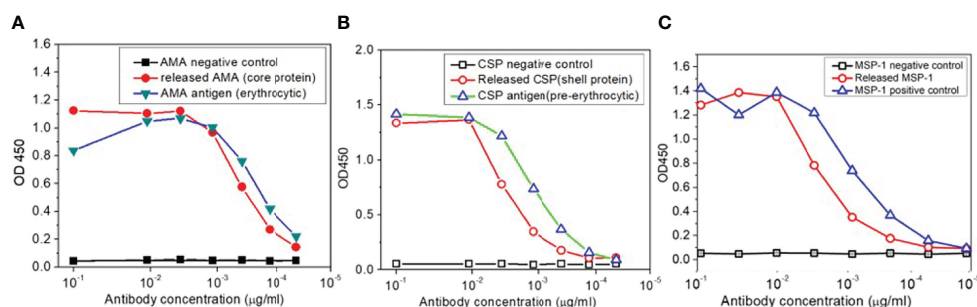 A
1.6
1.4
1.2
1.0
0.8
0.6
0.4
0.2
0.0
OD 450
AMA negative control
released AMA (core protein)
AMA antigen (erythrocytic)
10⁻¹ 10⁻² 10⁻³ 10⁻⁴ 10⁻⁵
Antibody concentration (μg/ml)
B
2.0
1.5
1.0
0.5
0.0
OD450
CSP negative control
Released CSP(shell protein)
CSP antigen(pre-erythrocytic)
10⁻¹ 10⁻² 10⁻³ 10⁻⁴ 10⁻⁵
Antibody concentration (μg/ml)
C
1.6
1.4
1.2
1.0
0.8
0.6
0.4
0.2
0.0
OD450
MSP-1 negative control
Released MSP-1
MSP-1 positive control
10⁻¹ 10⁻² 10⁻³ 10⁻⁴ 10⁻⁵
Antibody concentration (μg/ml)